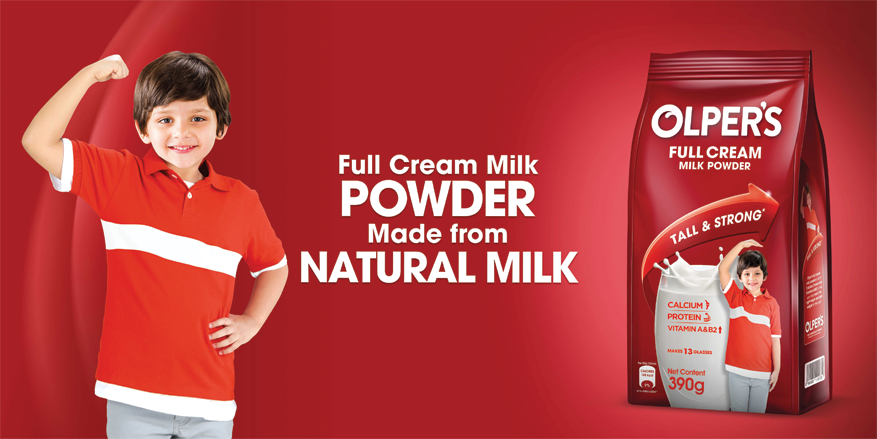 Full Cream Milk
POWDER
Made from
NATURAL MILK
OLPER'S
FULL CREAM
MILK POWDER
TALL & STRONG*
CALCIUM
PROTEIN
VITAMIN A&B2
MAKES 13 GLASSES
Net Content
390g
OLPER'S